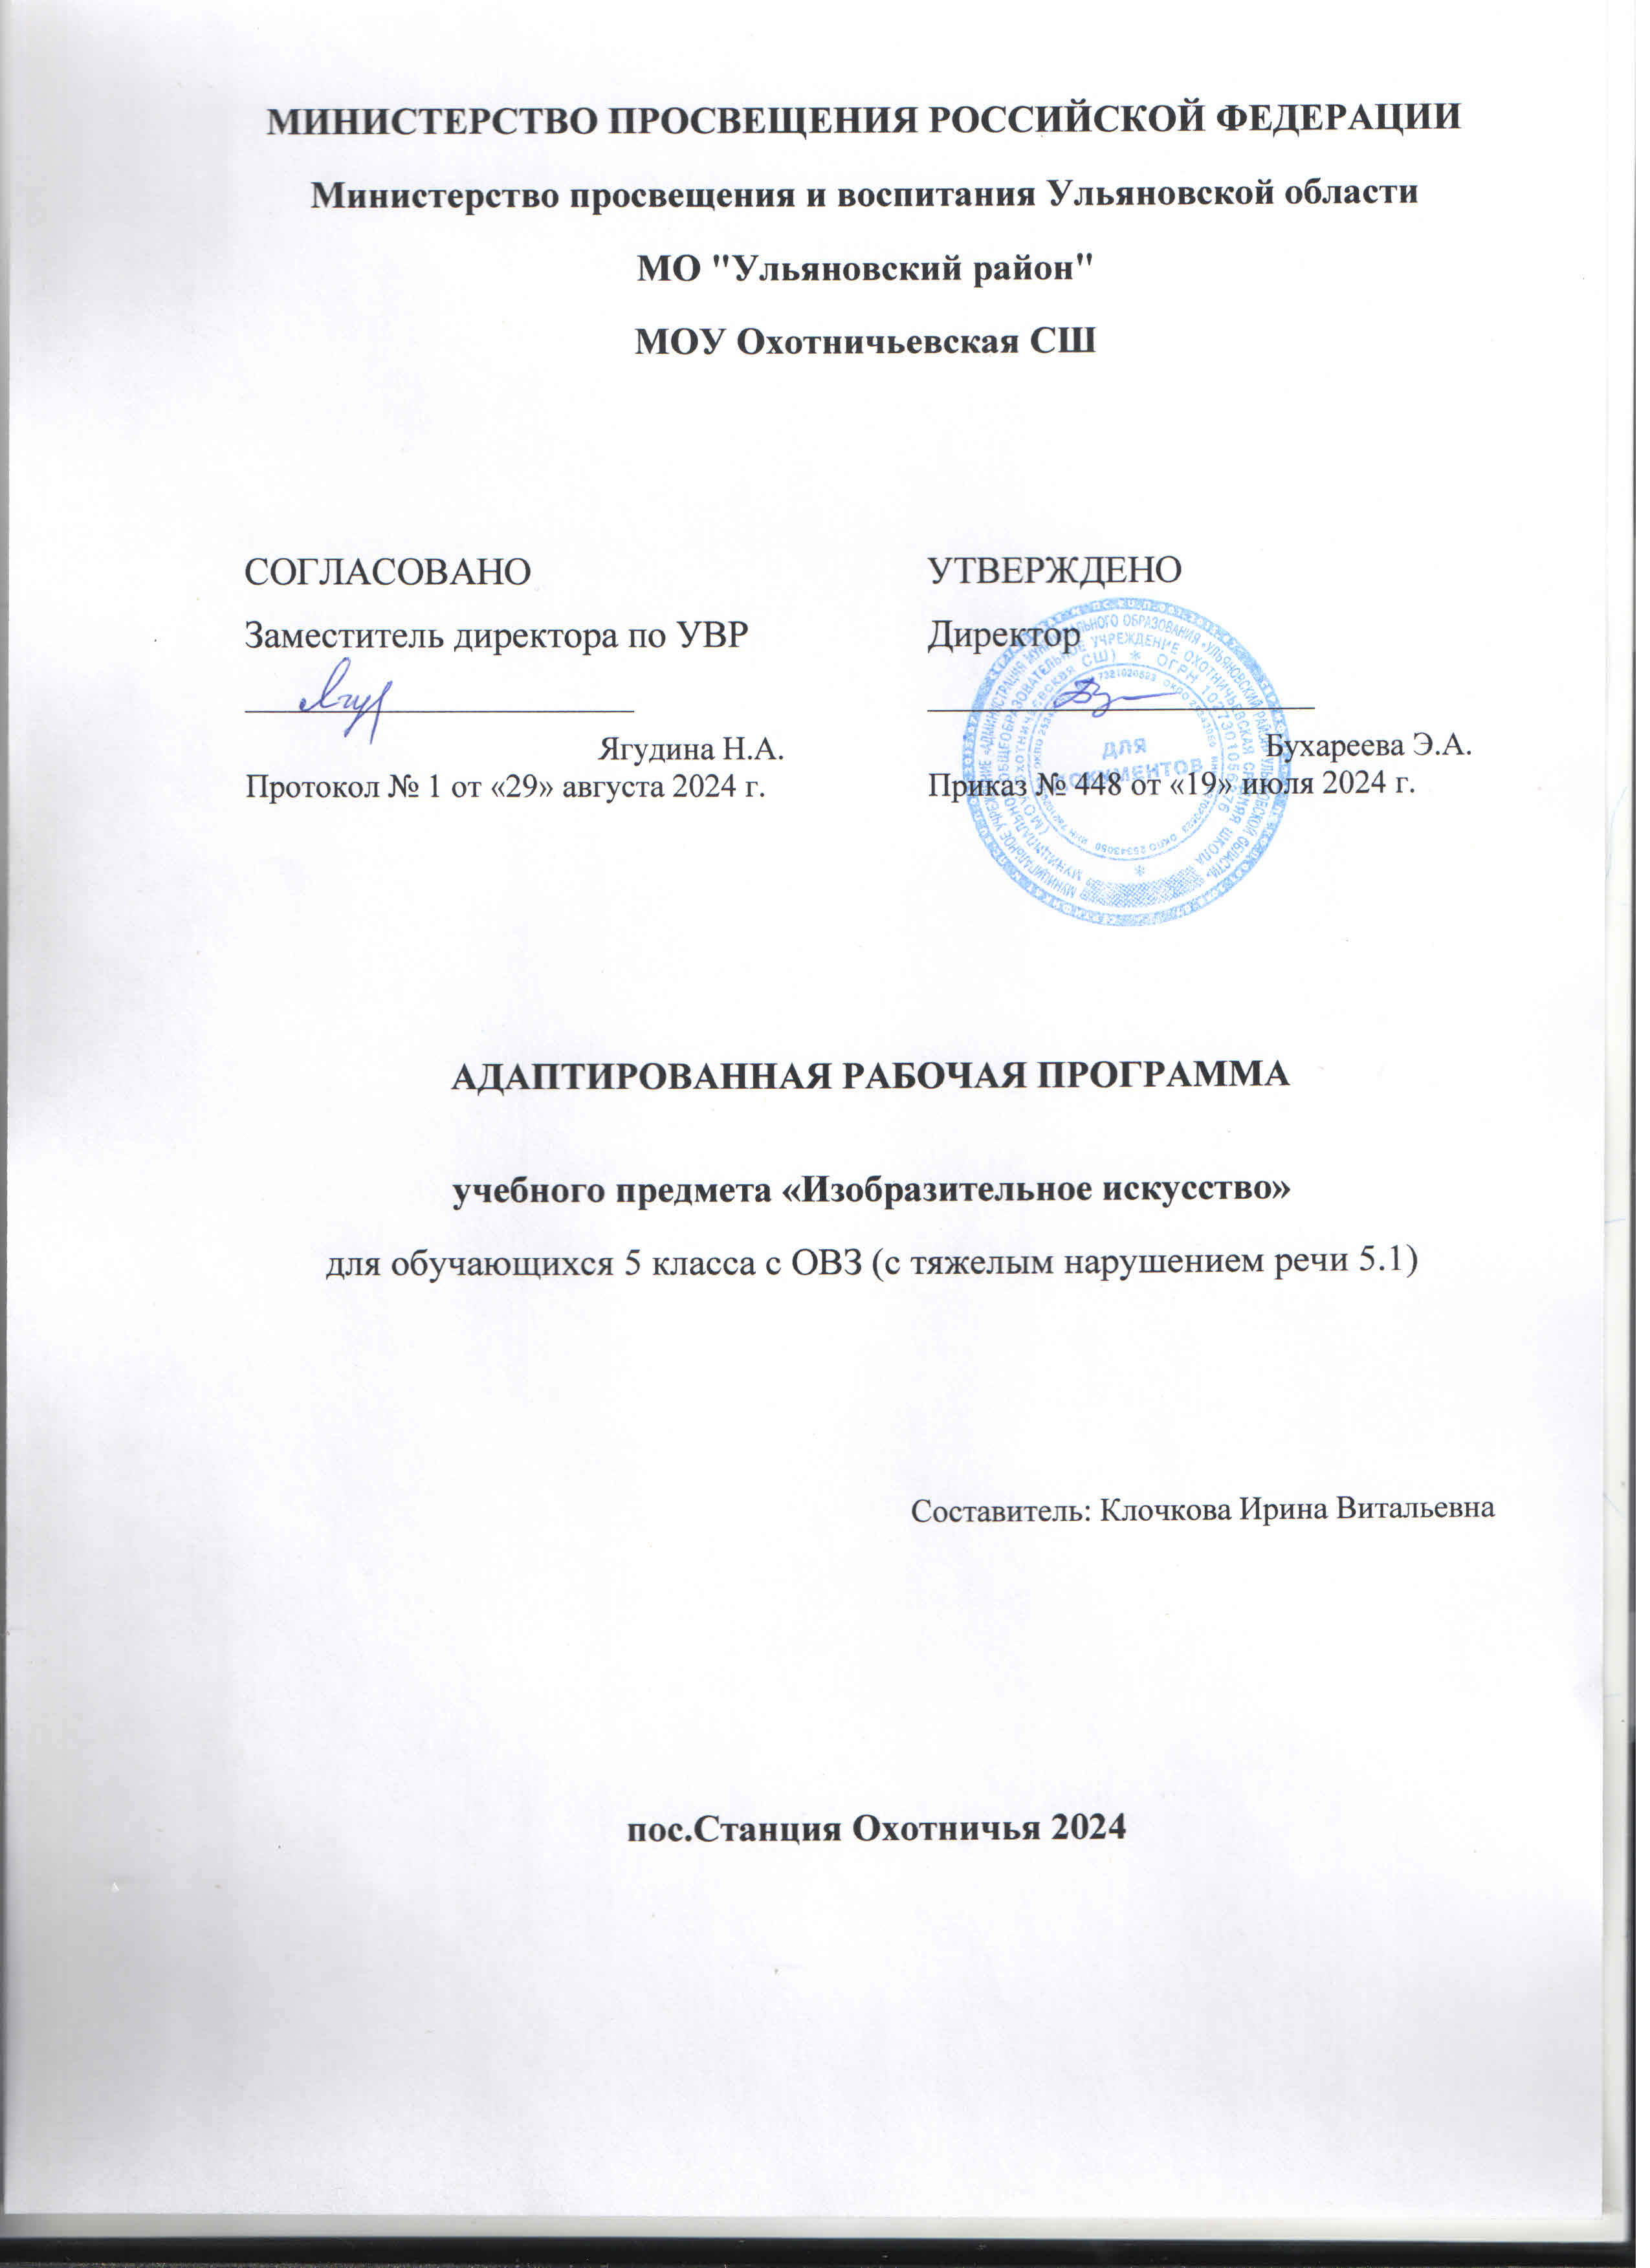 МИНИСТЕРСТВО ПРОСВЕЩЕНИЯ РОССИЙСКОЙ ФЕДЕРАЦИИ
Министерство просвещения и воспитания Ульяновской области
МО "Ульяновский район"
МОУ Охотничьевская СШ
СОГЛАСОВАНО
Заместитель директора по УВР
Ягудина Н.А.
Протокол № 1 от «29» августа 2024 г.
УТВЕРЖДЕНО
Директор
Бухареева Э.А.
Приказ № 448 от «19» июля 2024 г.
ДЛЯ
ДОКУМЕНТОВ
АДАПТИРОВАННАЯ РАБОЧАЯ ПРОГРАММА
учебного предмета «Изобразительное искусство»
для обучающихся 5 класса с ОВЗ (с тяжелым нарушением речи 5.1)
Составитель: Клочкова Ирина Витальевна
пос.Станция Охотничья 2024